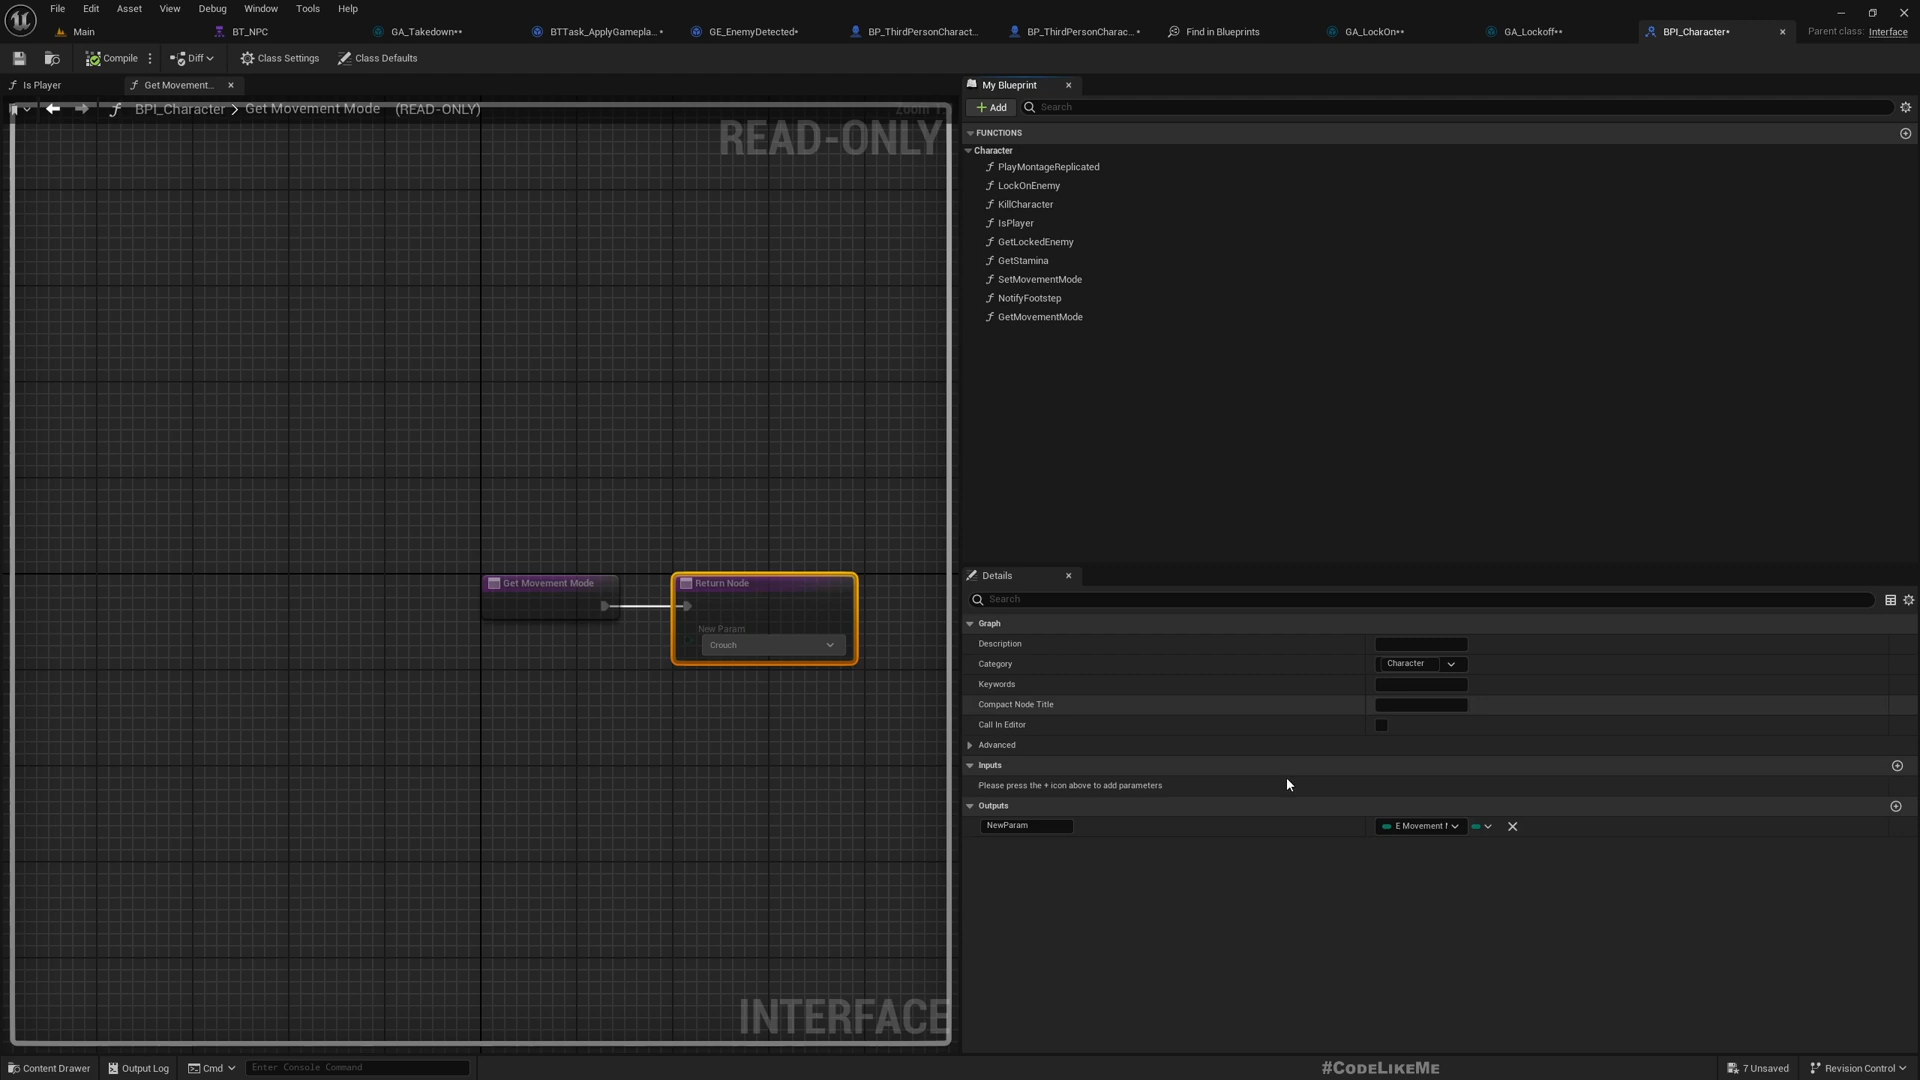 File Edit Asset View Debug Window Tools Help
Main BT_NPC GA_Takedown** BTTask_ApplyGamepla... * GE_EnemyDetected* BP_ThirdPersonCharact... BP_ThirdPersonCharac... * Find in Blueprints GA_LockOn** GA_Lockoff** BPI_Character* Parent class: Interface
Compile Diff Class Settings Class Defaults
Is Player Get Movement...
BPI_Character > Get Movement Mode (READ-ONLY)
READ-ONLY
Get Movement Mode
Return Node
New Param
Crouch
INTERFACE
My Blueprint
+ Add Search
FUNCTIONS
Character
PlayMontageReplicated
LockOnEnemy
KillCharacter
IsPlayer
GetLockedEnemy
GetStamina
SetMovementMode
NotifyFootstep
GetMovementMode
Details
Search
Graph
Description
Category Character
Keywords
Compact Node Title
Call In Editor
Advanced
Inputs
Please press the + icon above to add parameters
Outputs
NewParam E Movement
Content Drawer Output Log Cmd Enter Console Command #CODELIKEME 7 Unsaved Revision Control